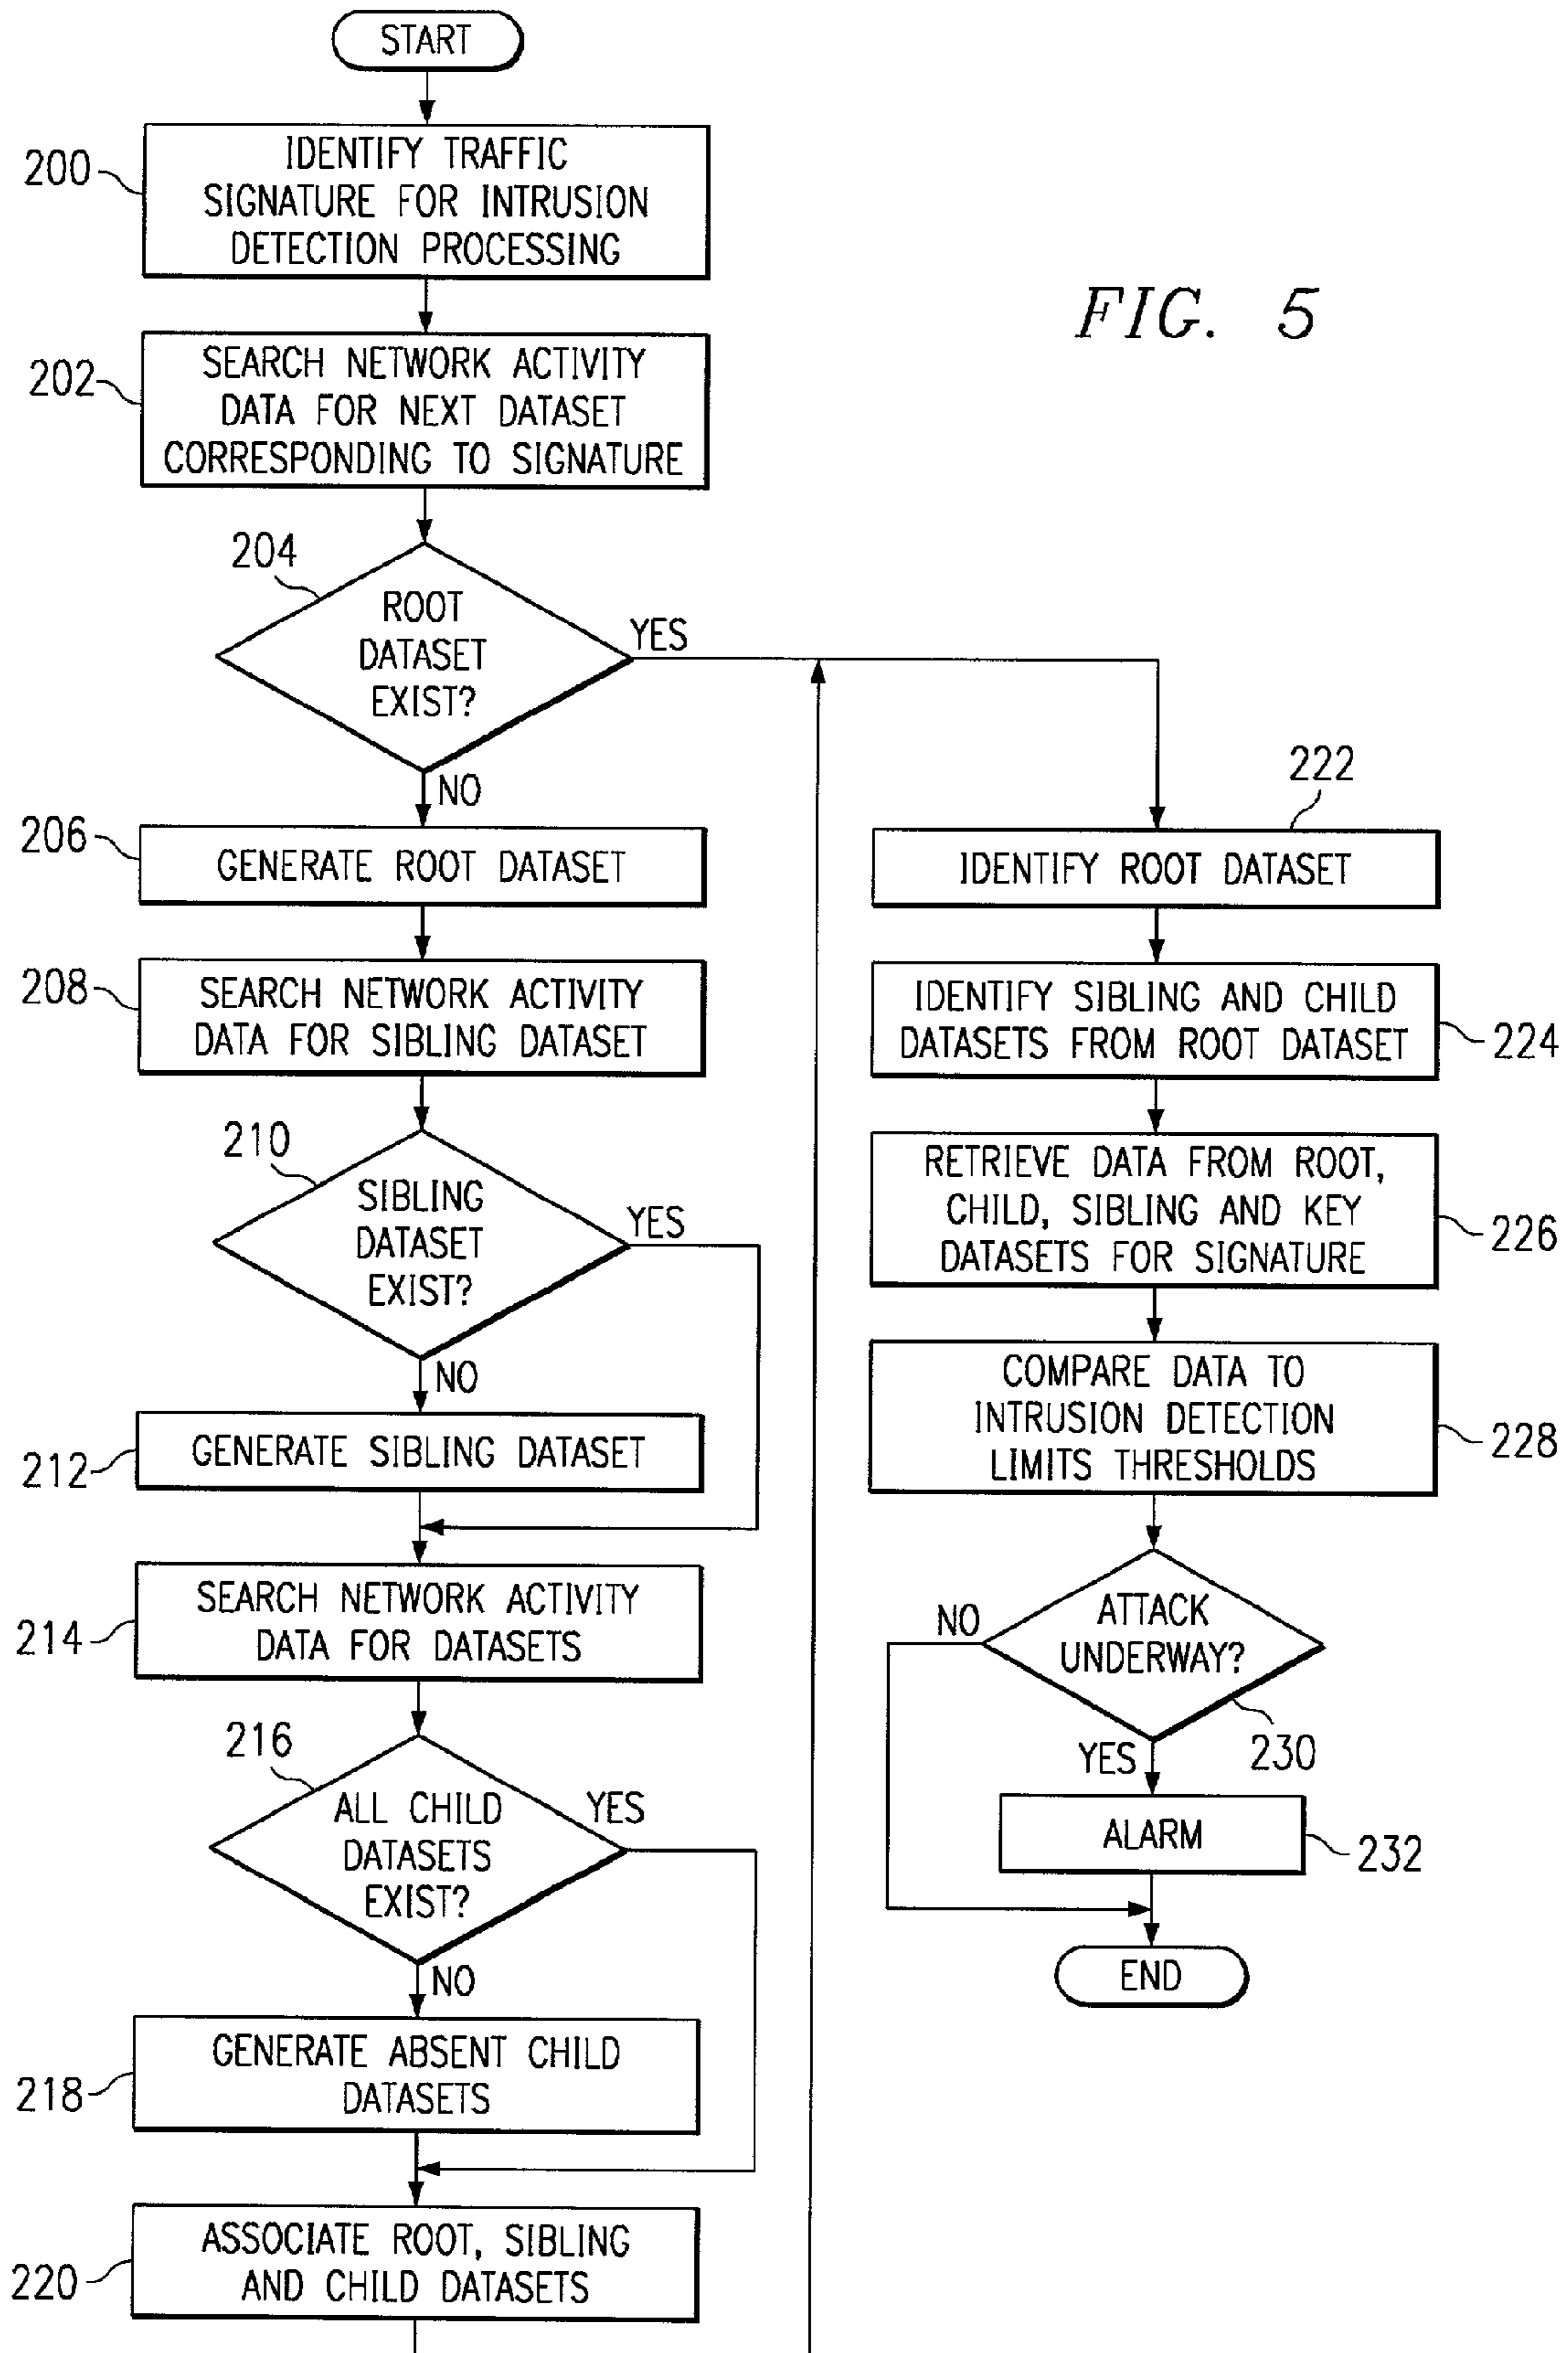 START
200
IDENTIFY TRAFFIC
SIGNATURE FOR INTRUSION
DETECTION PROCESSING
FIG. 5
202
SEARCH NETWORK ACTIVITY
DATA FOR NEXT DATASET
CORRESPONDING TO SIGNATURE
204
ROOT
DATASET
EXIST?
YES
NO
206
GENERATE ROOT DATASET
208
SEARCH NETWORK ACTIVITY
DATA FOR SIBLING DATASET
210
SIBLING
DATASET
EXIST?
YES
NO
212
GENERATE SIBLING DATASET
214
SEARCH NETWORK ACTIVITY
DATA FOR DATASETS
216
ALL CHILD
DATASETS
EXIST?
YES
NO
218
GENERATE ABSENT CHILD
DATASETS
220
ASSOCIATE ROOT, SIBLING
AND CHILD DATASETS
222
IDENTIFY ROOT DATASET
IDENTIFY SIBLING AND CHILD
DATASETS FROM ROOT DATASET
224
RETRIEVE DATA FROM ROOT,
CHILD, SIBLING AND KEY
DATASETS FOR SIGNATURE
226
COMPARE DATA TO
INTRUSION DETECTION
LIMITS THRESHOLDS
228
NO
ATTACK
UNDERWAY?
230
YES
ALARM
232
END